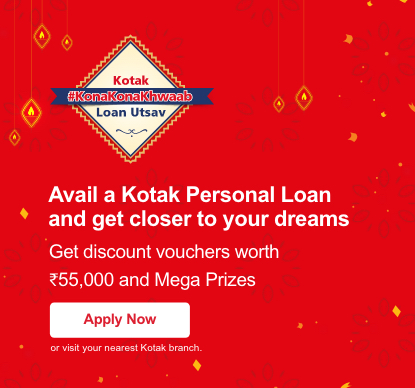 Kotak
#KonaKonaKhwaab
Loan Utsav
Avail a Kotak Personal Loan
and get closer to your dreams
Get discount vouchers worth
₹55,000 and Mega Prizes
Apply Now
or visit your nearest Kotak branch.